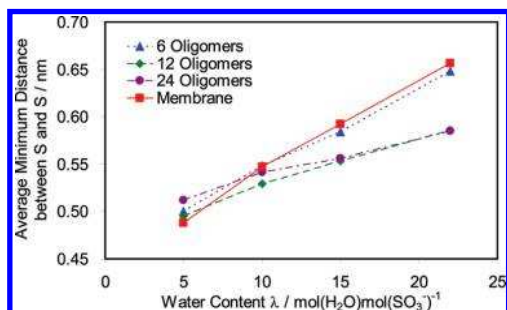 0.70
0.65
0.60
0.55
0.50
0.45
Average Minimum Distance
between S and S / nm
6 Oligomers
12 Oligomers
24 Oligomers
Membrane
0 5 10 15 20 25
Water Content λ / mol(H₂O)mol(SO₃⁻)⁻¹